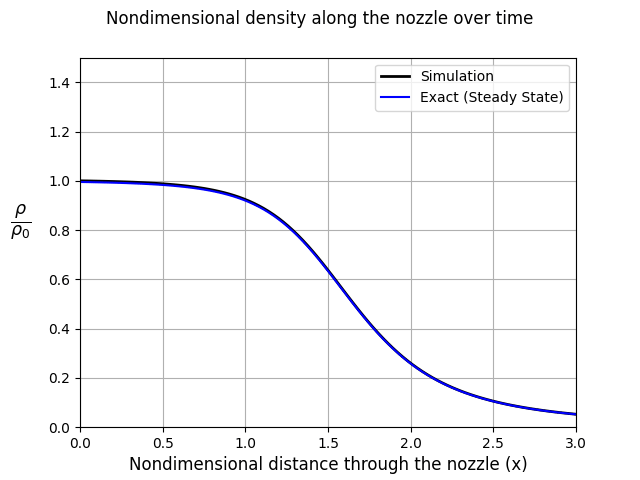 Nondimensional density along the nozzle over time
Simulation
Exact (Steady State)
1.4
1.2
1.0
0.8
0.6
0.4
0.2
0.0
ρ
ρ₀
0.0 0.5 1.0 1.5 2.0 2.5 3.0
Nondimensional distance through the nozzle (x)